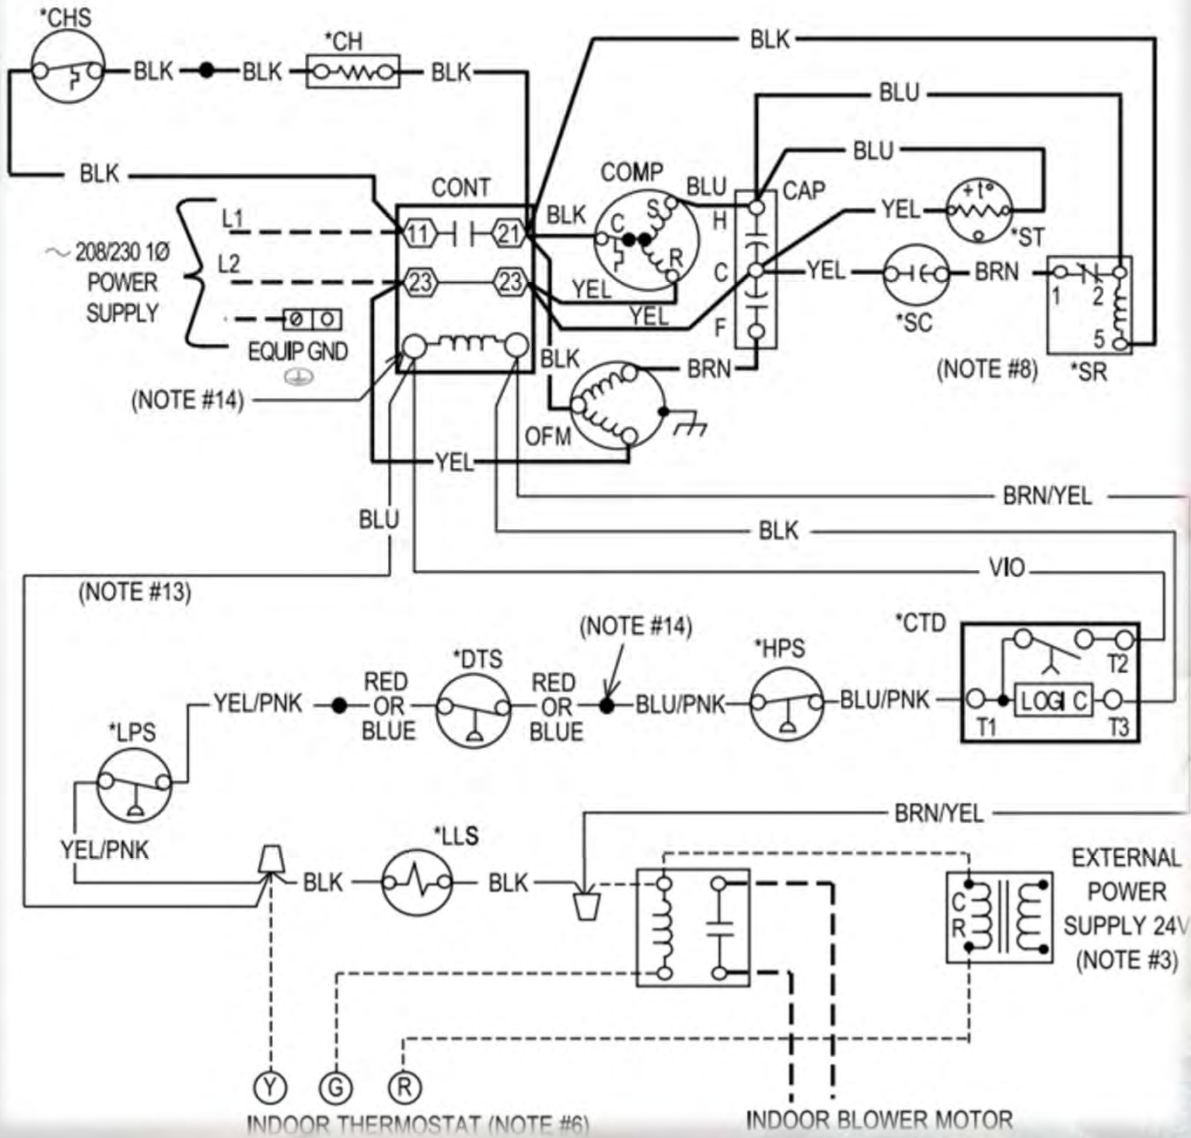 *CHS
*CH
BLK
BLK
BLK
BLK
BLU
BLU
BLK
CONT
COMP
BLU
H
CAP
+t°
YEL
*ST
L1
11
21
BLK
C
S
R
~ 208/230 1Ø
POWER
SUPPLY
L2
23
23
YEL
YEL
C
YEL
BRN
*SC
1
2
5
*SR
(NOTE #8)
F
EQUIP GND
(NOTE #14)
BLK
BRN
OFM
YEL
BRN/YEL
BLU
BLK
VIO
(NOTE #13)
(NOTE #14)
*CTD
*DTS
*HPS
T2
YEL/PNK
RED
OR
BLUE
RED
OR
BLUE
BLU/PNK
BLU/PNK
LOGIC
T1
T3
*LPS
YEL/PNK
*LLS
BRN/YEL
BLK
BLK
C
R
EXTERNAL
POWER
SUPPLY 24V
(NOTE #3)
Y
G
R
INDOOR THERMOSTAT (NOTE #6)
INDOOR BLOWER MOTOR